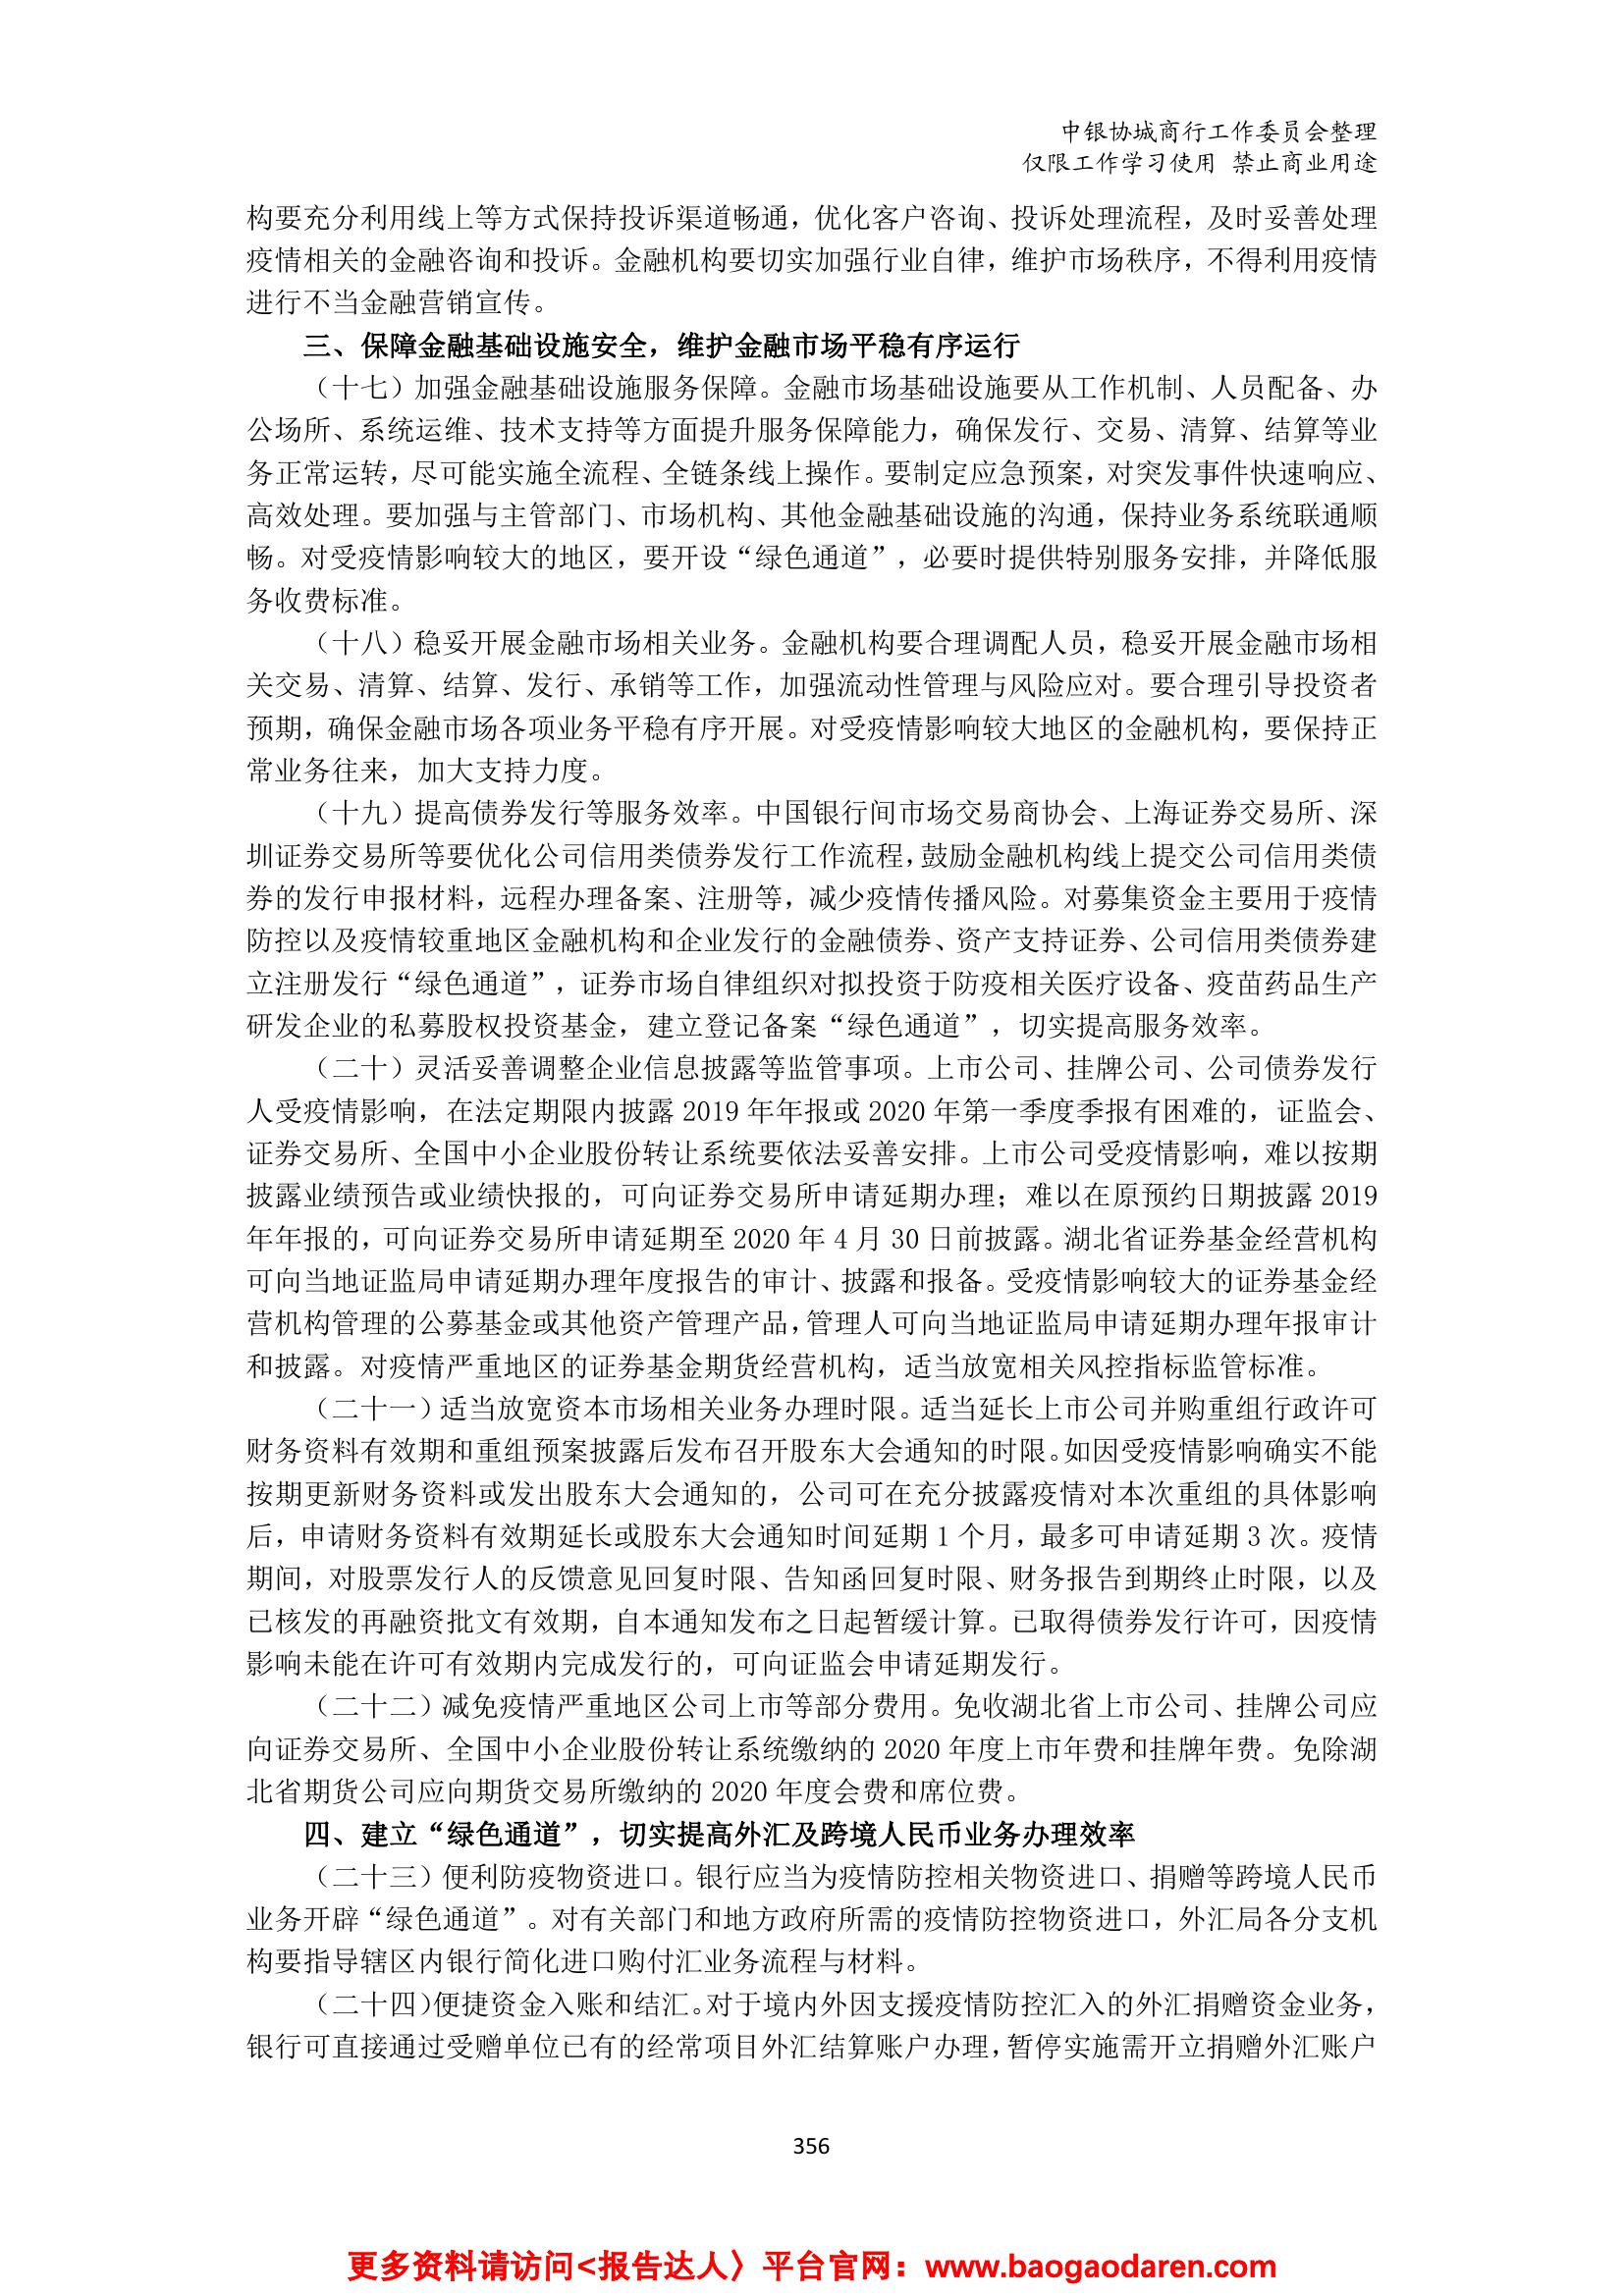 中银协城商行工作委员会整理
仅限工作学习使用 禁止商业用途
构要充分利用线上等方式保持投诉渠道畅通，优化客户咨询、投诉处理流程，及时妥善处理
疫情相关的金融咨询和投诉。金融机构要切实加强行业自律，维护市场秩序，不得利用疫情
进行不当金融营销宣传。
三、保障金融基础设施安全，维护金融市场平稳有序运行
（十七）加强金融基础设施服务保障。金融市场基础设施要从工作机制、人员配备、办
公场所、系统运维、技术支持等方面提升服务保障能力，确保发行、交易、清算、结算等业
务正常运转，尽可能实施全流程、全链条线上操作。要制定应急预案，对突发事件快速响应、
高效处理。要加强与主管部门、市场机构、其他金融基础设施的沟通，保持业务系统联通顺
畅。对受疫情影响较大的地区，要开设“绿色通道”，必要时提供特别服务安排，并降低服
务收费标准。
（十八）稳妥开展金融市场相关业务。金融机构要合理调配人员，稳妥开展金融市场相
关交易、清算、结算、发行、承销等工作，加强流动性管理与风险应对。要合理引导投资者
预期，确保金融市场各项业务平稳有序开展。对受疫情影响较大地区的金融机构，要保持正
常业务往来，加大支持力度。
（十九）提高债券发行等服务效率。中国银行间市场交易商协会、上海证券交易所、深
圳证券交易所等要优化公司信用类债券发行工作流程，鼓励金融机构线上提交公司信用类债
券的发行申报材料，远程办理备案、注册等，减少疫情传播风险。对募集资金主要用于疫情
防控以及疫情较重地区金融机构和企业发行的金融债券、资产支持证券、公司信用类债券建
立注册发行“绿色通道”，证券市场自律组织对拟投资于防疫相关医疗设备、疫苗药品生产
研发企业的私募股权投资基金，建立登记备案“绿色通道”，切实提高服务效率。
（二十）灵活妥善调整企业信息披露等监管事项。上市公司、挂牌公司、公司债券发行
人受疫情影响，在法定期限内披露 2019 年年报或 2020 年第一季度季报有困难的，证监会、
证券交易所、全国中小企业股份转让系统要依法妥善安排。上市公司受疫情影响，难以按期
披露业绩预告或业绩快报的，可向证券交易所申请延期办理；难以在原预约日期披露 2019
年年报的，可向证券交易所申请延期至 2020 年 4 月 30 日前披露。湖北省证券基金经营机构
可向当地证监局申请延期办理年度报告的审计、披露和报备。受疫情影响较大的证券基金经
营机构管理的公募基金或其他资产管理产品，管理人可向当地证监局申请延期办理年报审计
和披露。对疫情严重地区的证券基金期货经营机构，适当放宽相关风控指标监管标准。
（二十一）适当放宽资本市场相关业务办理时限。适当延长上市公司并购重组行政许可
财务资料有效期和重组预案披露后发布召开股东大会通知的时限。如因受疫情影响确实不能
按期更新财务资料或发出股东大会通知的，公司可在充分披露疫情对本次重组的具体影响
后，申请财务资料有效期延长或股东大会通知时间延期 1 个月，最多可申请延期 3 次。疫情
期间，对股票发行人的反馈意见回复时限、告知函回复时限、财务报告到期终止时限，以及
已核发的再融资批文有效期，自本通知发布之日起暂缓计算。已取得债券发行许可，因疫情
影响未能在许可有效期内完成发行的，可向证监会申请延期发行。
（二十二）减免疫情严重地区公司上市等部分费用。免收湖北省上市公司、挂牌公司应
向证券交易所、全国中小企业股份转让系统缴纳的 2020 年度上市年费和挂牌年费。免除湖
北省期货公司应向期货交易所缴纳的 2020 年度会费和席位费。
四、建立“绿色通道”，切实提高外汇及跨境人民币业务办理效率
（二十三）便利防疫物资进口。银行应当为疫情防控相关物资进口、捐赠等跨境人民币
业务开辟“绿色通道”。对有关部门和地方政府所需的疫情防控物资进口，外汇局各分支机
构要指导辖区内银行简化进口购付汇业务流程与材料。
（二十四）便捷资金入账和结汇。对于境内外因支援疫情防控汇入的外汇捐赠资金业务，
银行可直接通过受赠单位已有的经常项目外汇结算账户办理，暂停实施需开立捐赠外汇账户
356
更多资料请访问<报告达人〉平台官网：www.baogaodaren.com